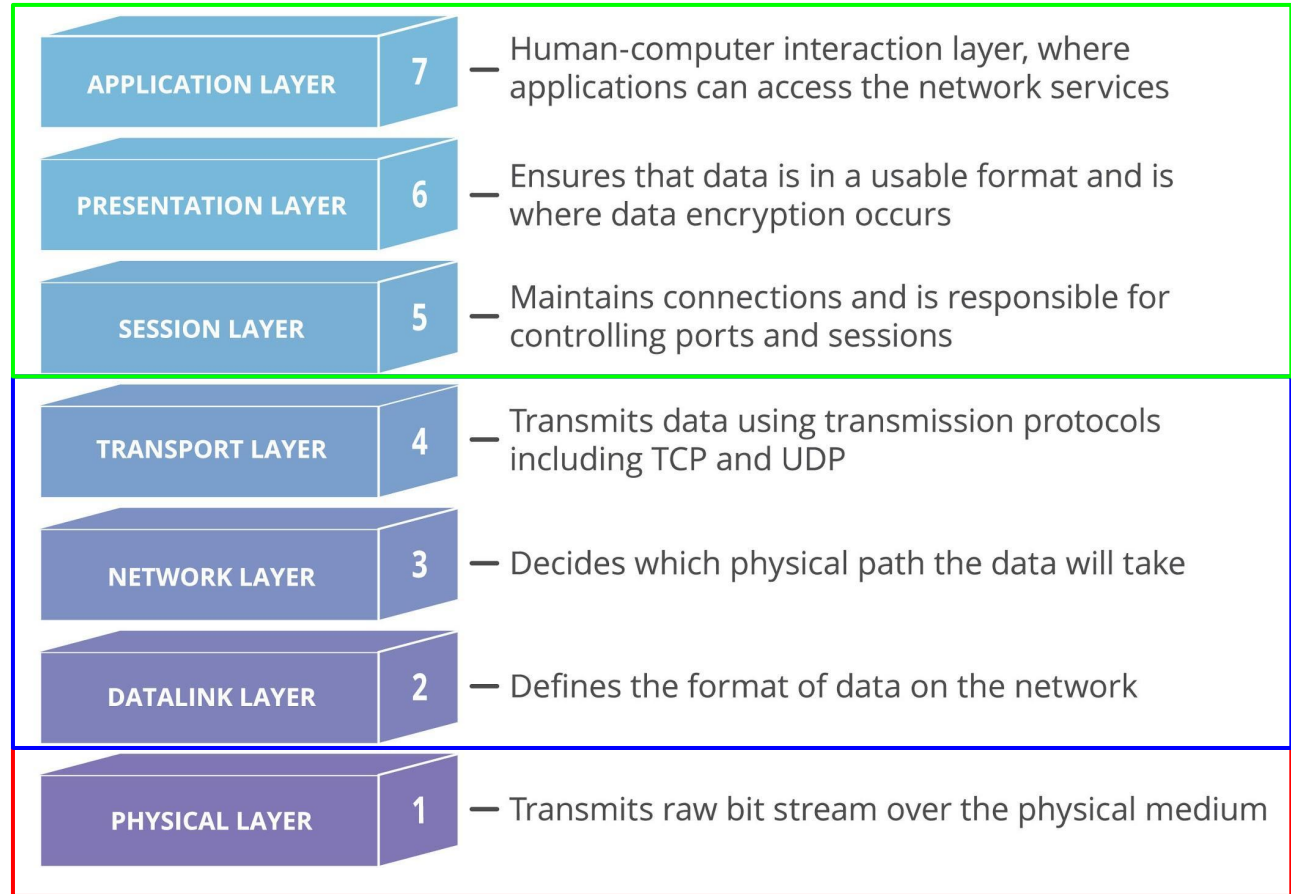 APPLICATION LAYER
7
Human-computer interaction layer, where
applications can access the network services
PRESENTATION LAYER
6
Ensures that data is in a usable format and is
where data encryption occurs
SESSION LAYER
5
Maintains connections and is responsible for
controlling ports and sessions
TRANSPORT LAYER
4
Transmits data using transmission protocols
including TCP and UDP
NETWORK LAYER
3
Decides which physical path the data will take
DATALINK LAYER
2
Defines the format of data on the network
PHYSICAL LAYER
1
Transmits raw bit stream over the physical medium